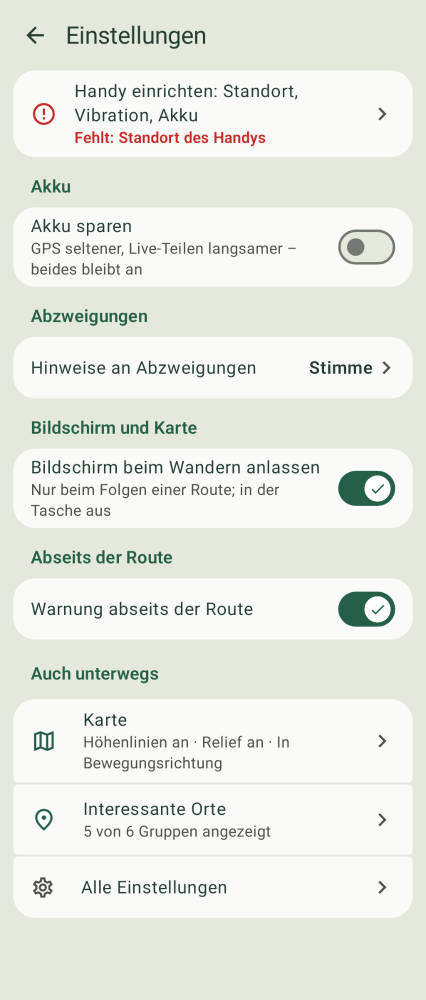 Einstellungen
Handy einrichten: Standort,
Vibration, Akku
Fehlt: Standort des Handys
Akku
Akku sparen
GPS seltener, Live-Teilen langsamer –
beides bleibt an
Abzweigungen
Hinweise an Abzweigungen Stimme
Bildschirm und Karte
Bildschirm beim Wandern anlassen
Nur beim Folgen einer Route; in der
Tasche aus
Abseits der Route
Warnung abseits der Route
Auch unterwegs
Karte
Höhenlinien an · Relief an · In
Bewegungsrichtung
Interessante Orte
5 von 6 Gruppen angezeigt
Alle Einstellungen